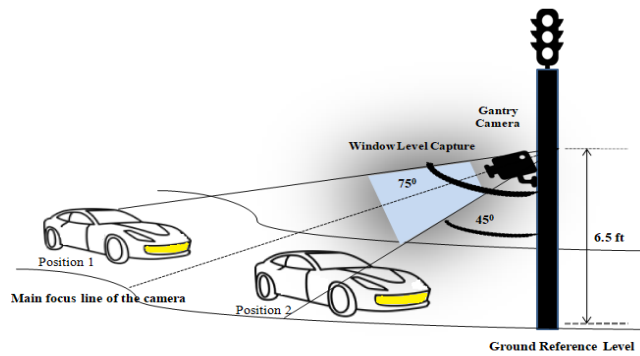 Gantry
Camera
Window Level Capture
75⁰
45⁰
6.5 ft
Position 1
Main focus line of the camera
Position 2
Ground Reference Level